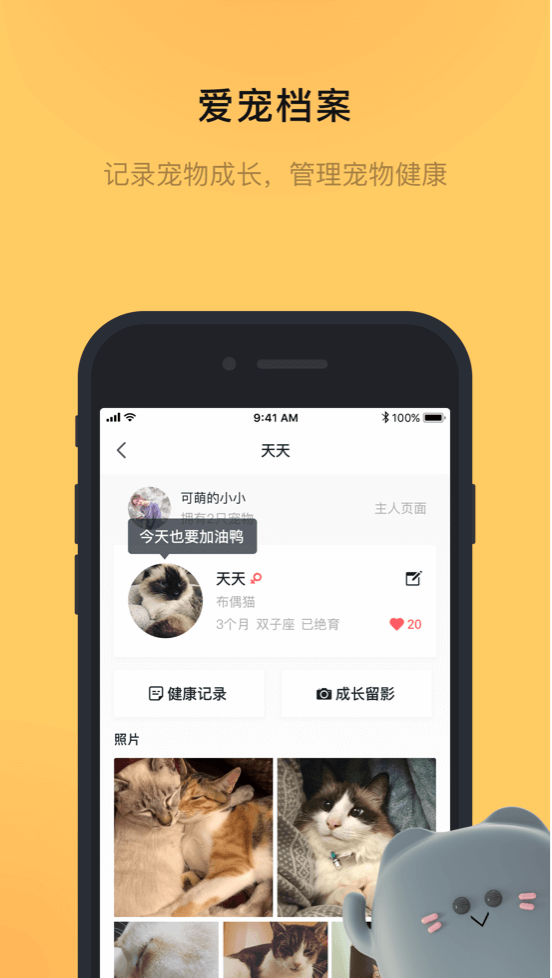 爱宠档案
记录宠物成长，管理宠物健康
9:41 AM
100%
天天
可萌的小小
主人页面
拥有2只宠物
今天也要加油鸭
天天
布偶猫
3个月 双子座 已绝育
20
健康记录
成长留影
照片